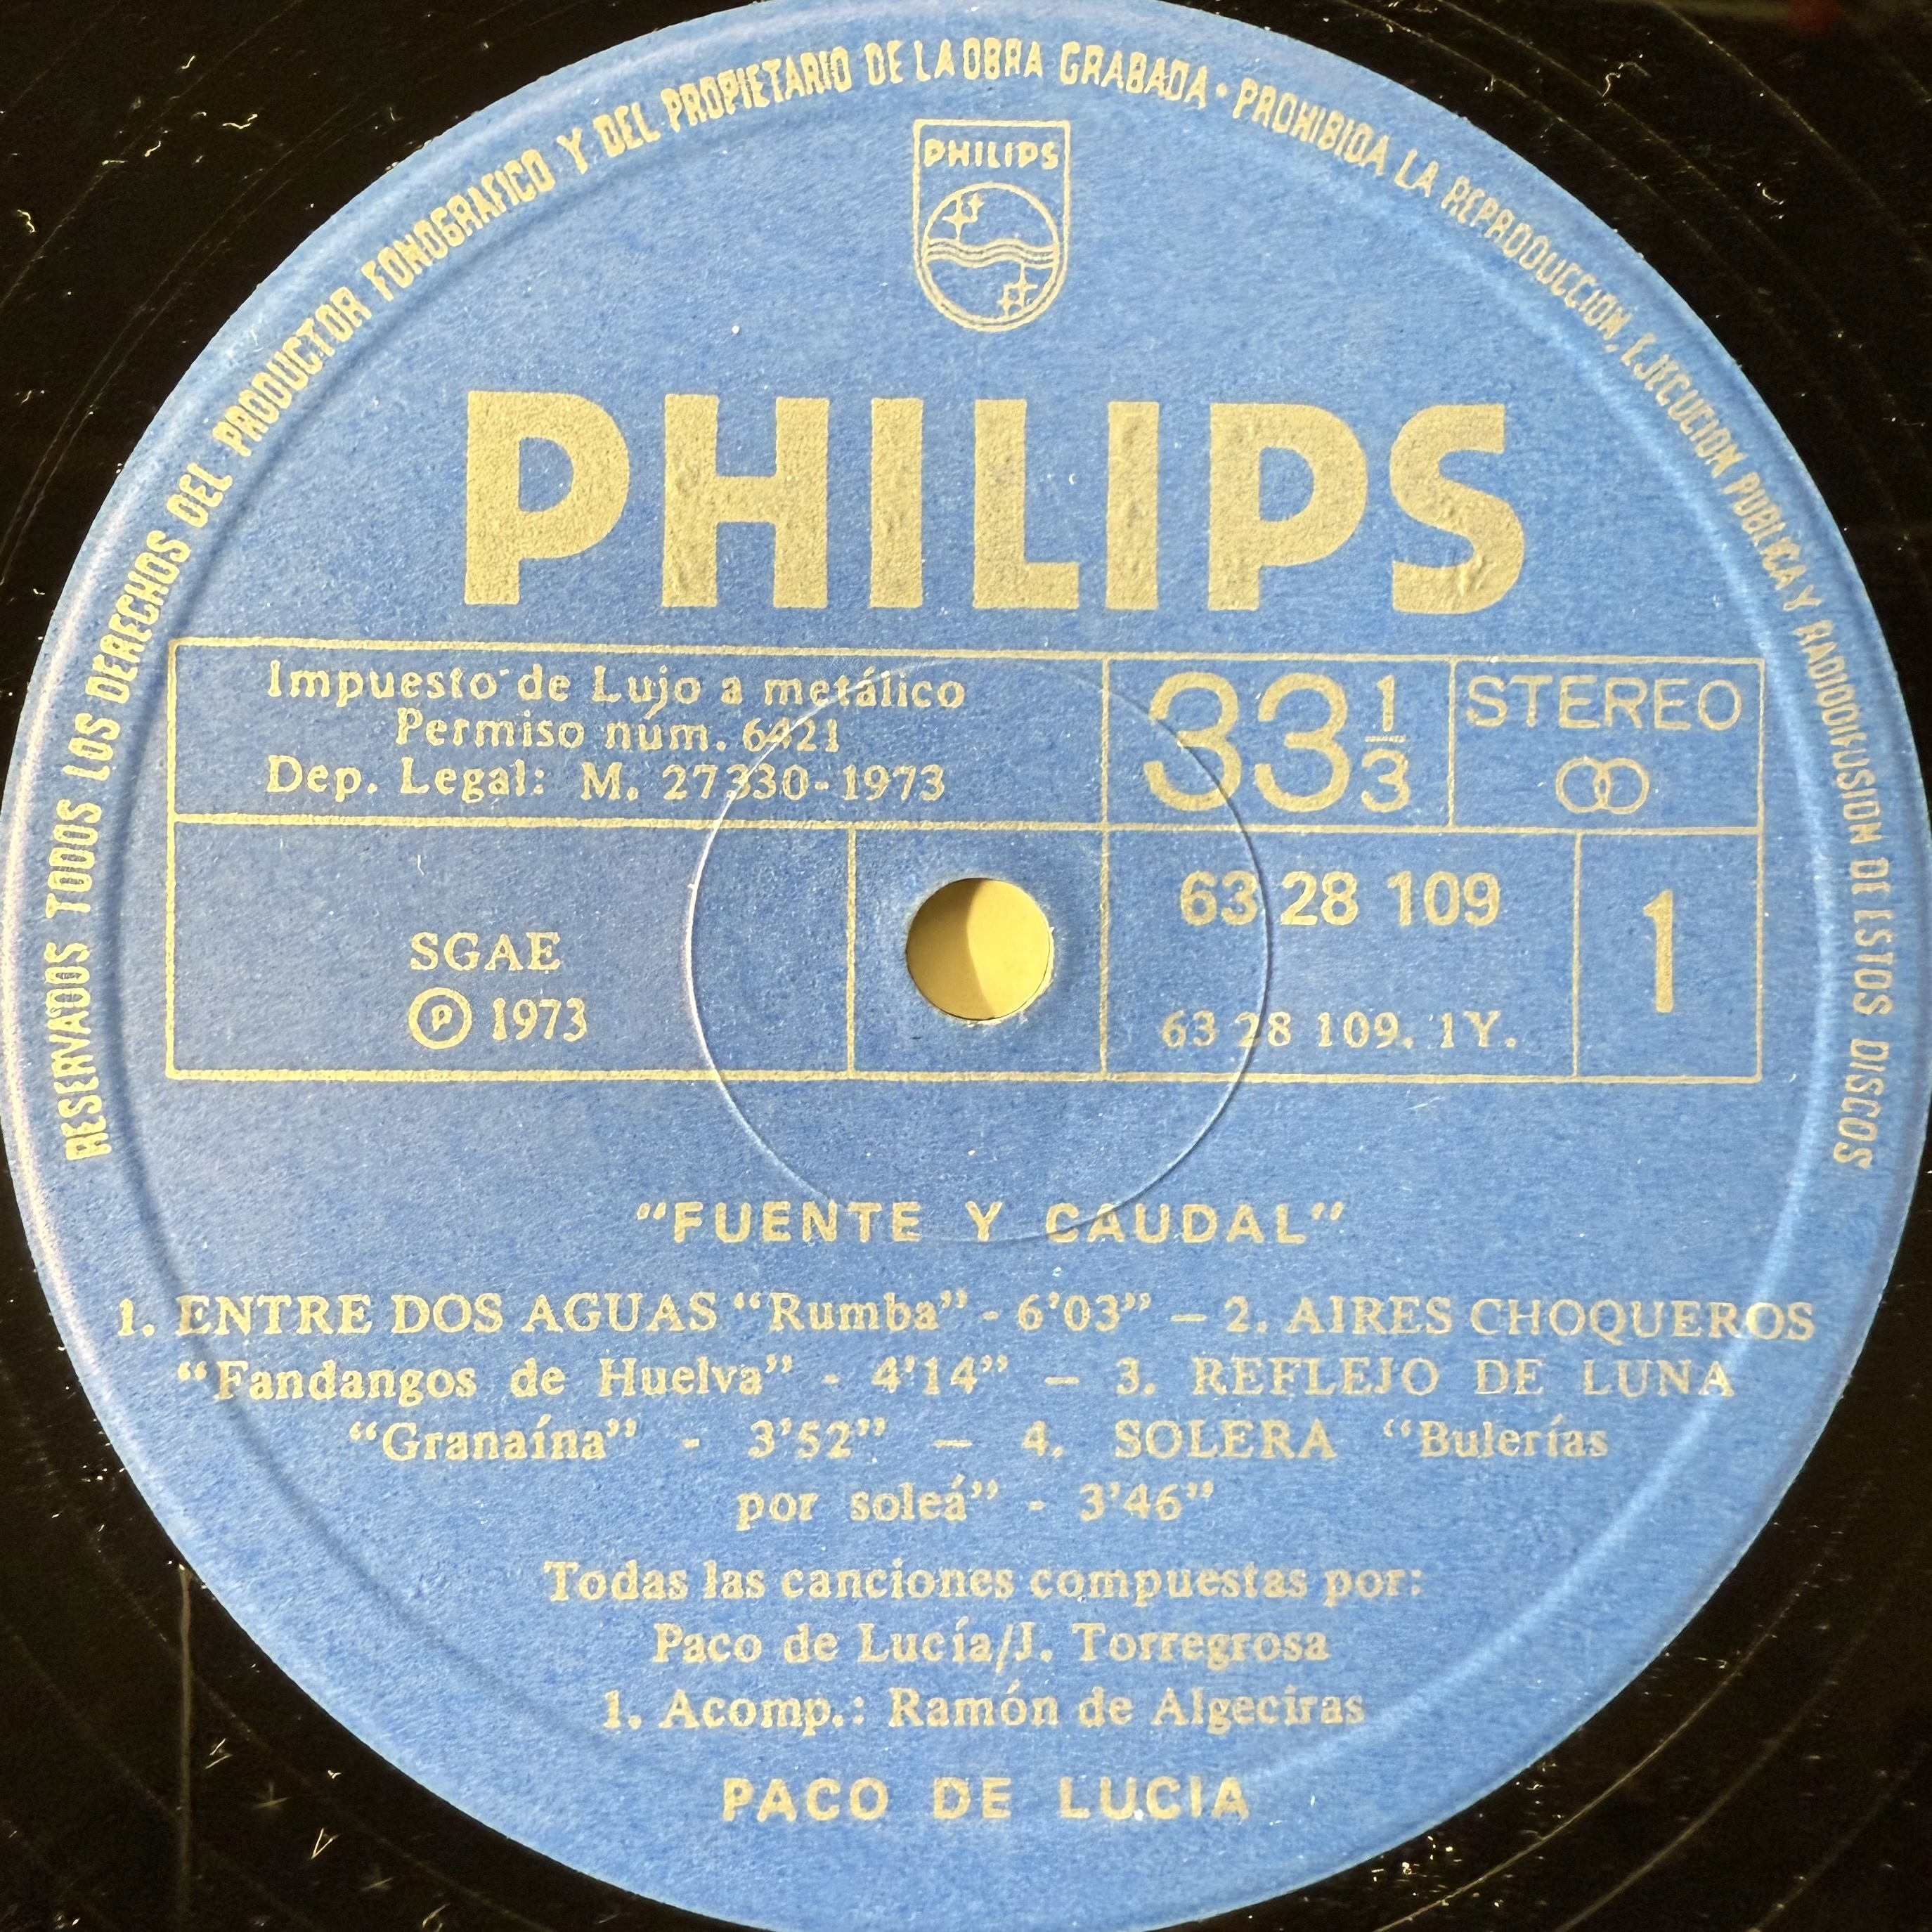 RESERVADOS TODOS LOS DERECHOS DEL PRODUCTOR FONOGRAFICO Y DEL PROPIETARIO DE LA OBRA GRABADA · PROHIBIDA LA REPRODUCCION, EJECUCION PUBLICA Y RADIODIFUSION DE ESTOS DISCOS
PHILIPS
PHILIPS
Impuesto de Lujo a metálico
Permiso núm. 6421
Dep. Legal: M. 27330-1973
33 1/3
STEREO
SGAE
Ⓟ 1973
63 28 109
63 28 109. 1Y.
1
“FUENTE Y CAUDAL”
1. ENTRE DOS AGUAS “Rumba” - 6’03” — 2. AIRES CHOQUEROS
“Fandangos de Huelva” - 4’14” — 3. REFLEJO DE LUNA
“Granaína” - 3’52” — 4. SOLERA “Bulerías
por soleá” - 3’46”
Todas las canciones compuestas por:
Paco de Lucía/J. Torregrosa
1. Acomp.: Ramón de Algeciras
PACO DE LUCIA